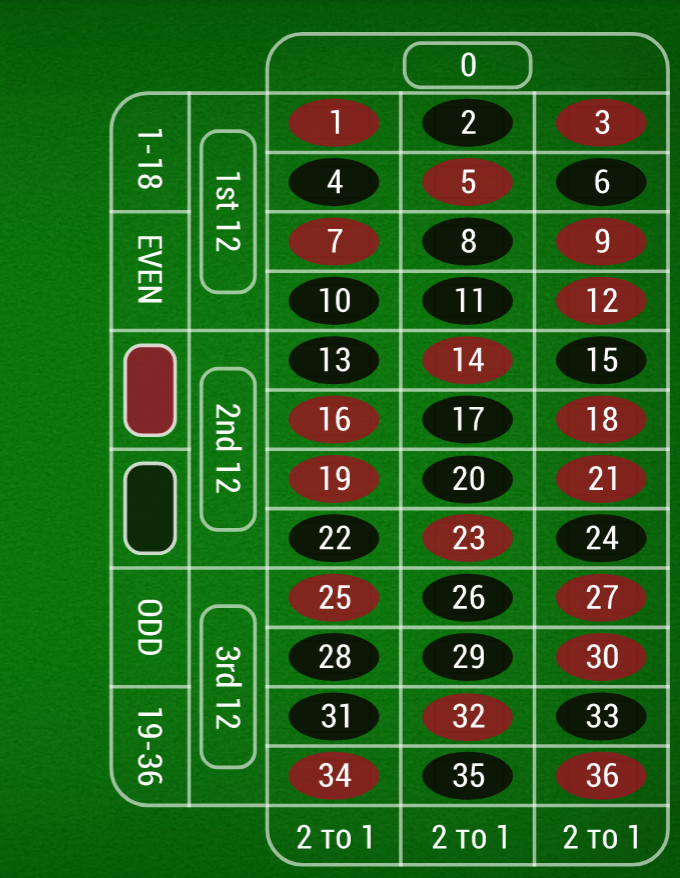 0
1 2 3
4 5 6
7 8 9
10 11 12
13 14 15
16 17 18
19 20 21
22 23 24
25 26 27
28 29 30
31 32 33
34 35 36
2 TO 1 2 TO 1 2 TO 1
1st 12
2nd 12
3rd 12
1-18
EVEN
ODD
19-36